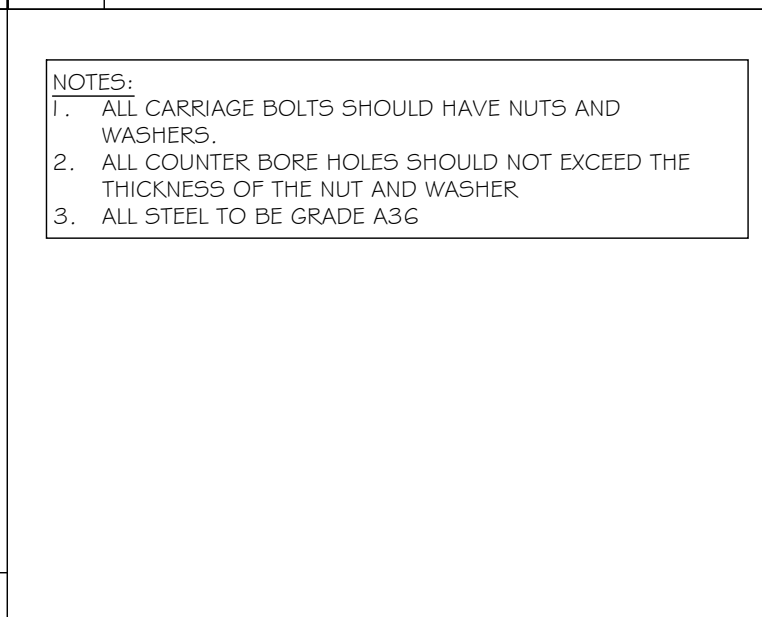 NOTES:
1. ALL CARRIAGE BOLTS SHOULD HAVE NUTS AND
WASHERS.
2. ALL COUNTER BORE HOLES SHOULD NOT EXCEED THE
THICKNESS OF THE NUT AND WASHER
3. ALL STEEL TO BE GRADE A36